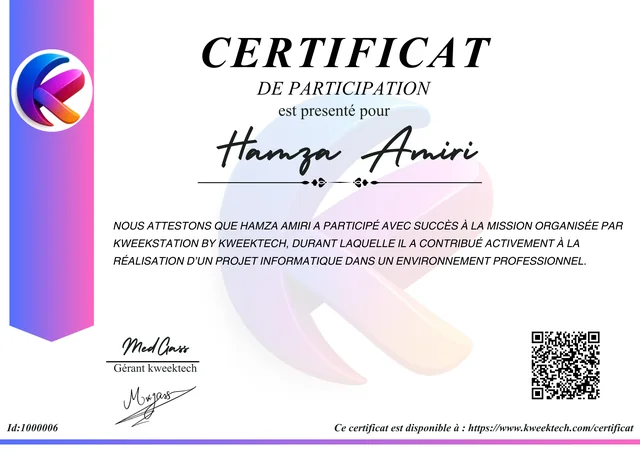 CERTIFICAT
DE PARTICIPATION
est presenté pour
Hamza Amiri
NOUS ATTESTONS QUE HAMZA AMIRI A PARTICIPÉ AVEC SUCCÈS À LA MISSION ORGANISÉE PAR
KWEEKSTATION BY KWEEKTECH, DURANT LAQUELLE IL A CONTRIBUÉ ACTIVEMENT À LA
RÉALISATION D'UN PROJET INFORMATIQUE DANS UN ENVIRONNEMENT PROFESSIONNEL.
MedGass
Gérant kweektech
Id:1000006
Ce certificat est disponible à : https://www.kweektech.com/certificat